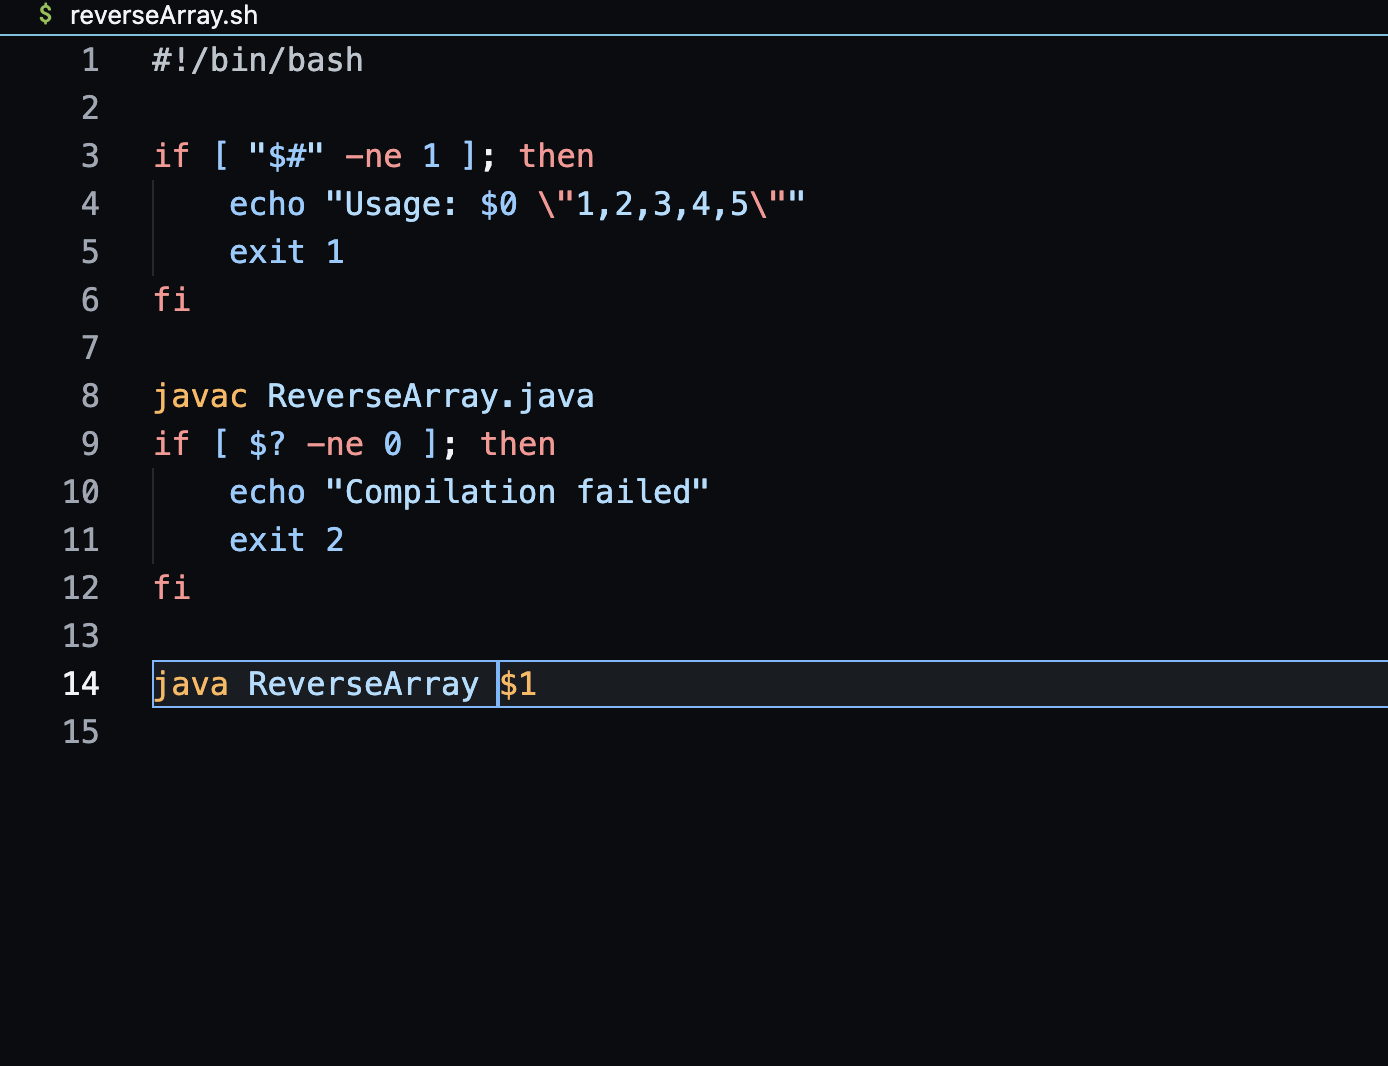 $ reverseArray.sh
1 #!/bin/bash
2
3 if [ "$#" -ne 1 ]; then
4     echo "Usage: $0 \"1,2,3,4,5\""
5     exit 1
6 fi
7
8 javac ReverseArray.java
9 if [ $? -ne 0 ]; then
10     echo "Compilation failed"
11     exit 2
12 fi
13
14 java ReverseArray $1
15